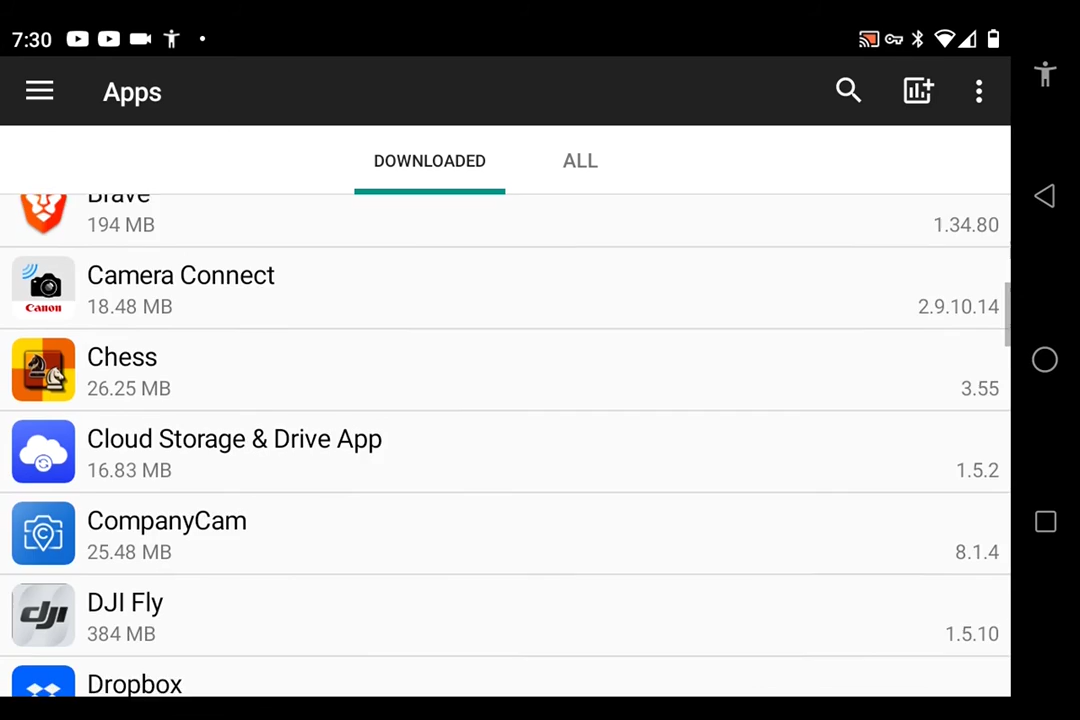 7:30
Apps
DOWNLOADED
ALL
Brave
194 MB
1.34.80
Camera Connect
18.48 MB
2.9.10.14
Canon
Chess
26.25 MB
3.55
Cloud Storage & Drive App
16.83 MB
1.5.2
CompanyCam
25.48 MB
8.1.4
C
dji
DJI Fly
384 MB
1.5.10
Dropbox